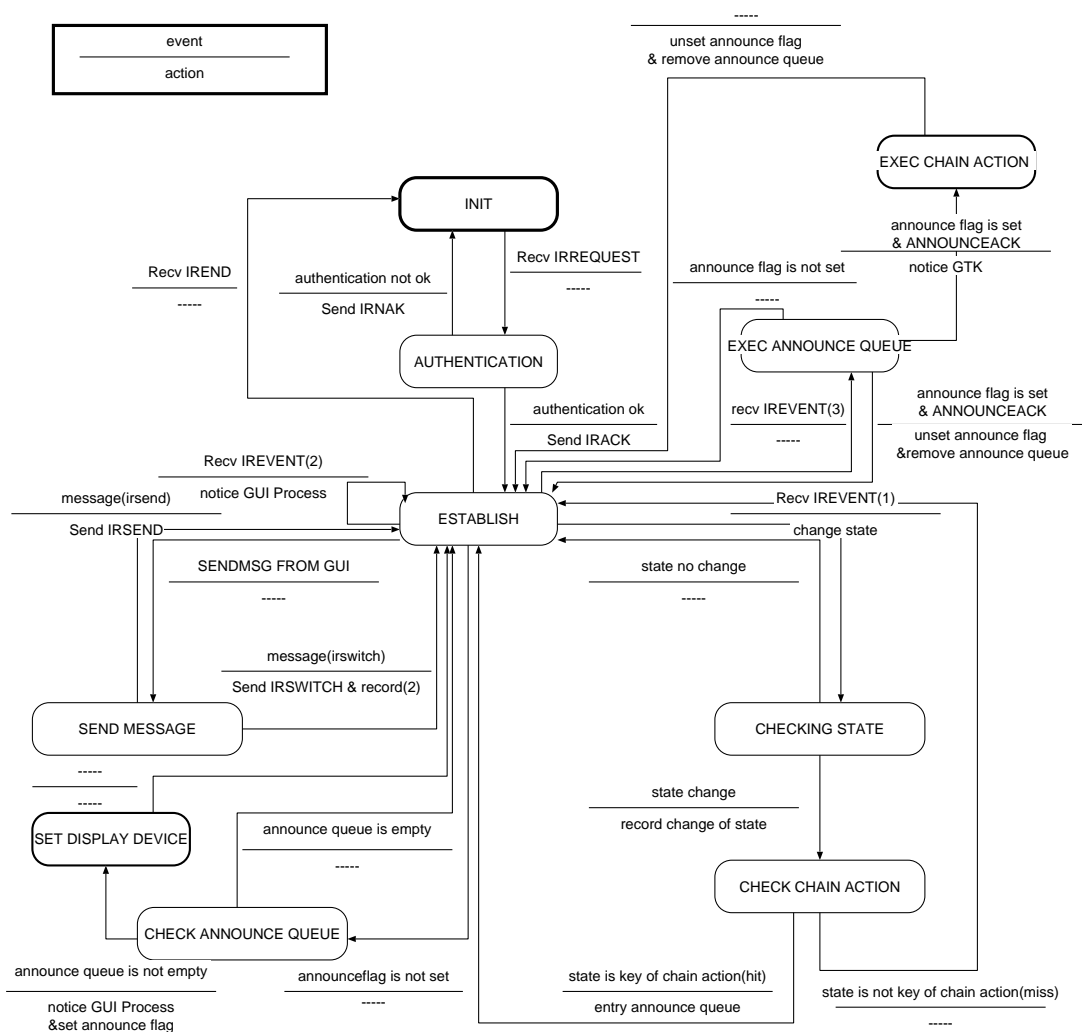 -----
event
unset announce flag
& remove announce queue
action
EXEC CHAIN ACTION
INIT
announce flag is set
& ANNOUNCEACK
Recv IRREQUEST
Recv IREND
authentication not ok
announce flag is not set
notice GTK
-----
-----
-----
Send IRNAK
EXEC ANNOUNCE QUEUE
AUTHENTICATION
announce flag is set
& ANNOUNCEACK
authentication ok
recv IREVENT(3)
Send IRACK
-----
unset announce flag
&remove announce queue
Recv IREVENT(2)
message(irsend)
notice GUI Process
Recv IREVENT(1)
ESTABLISH
Send IRSEND
change state
SENDMSG FROM GUI
state no change
-----
-----
message(irswitch)
Send IRSWITCH & record(2)
SEND MESSAGE
CHECKING STATE
-----
-----
state change
record change of state
SET DISPLAY DEVICE
announce queue is empty
-----
CHECK CHAIN ACTION
CHECK ANNOUNCE QUEUE
announce queue is not empty
announceflag is not set
state is key of chain action(hit)
state is not key of chain action(miss)
notice GUI Process
&set announce flag
-----
entry announce queue
-----